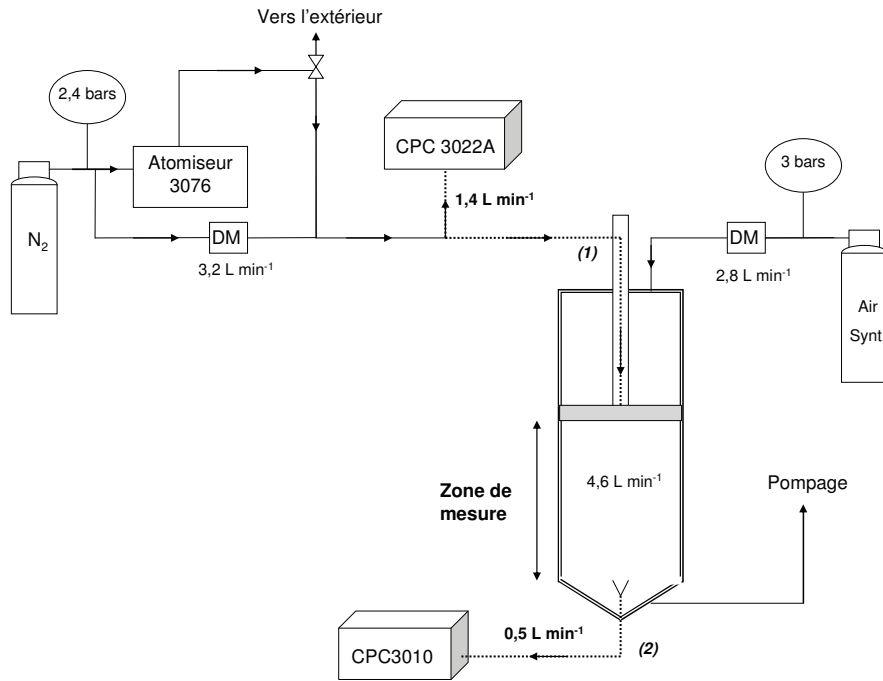 Vers l'extérieur
2,4 bars
Atomiseur
3076
CPC 3022A
3 bars
N2
DM
3,2 L min-1
1,4 L min-1
(1)
DM
2,8 L min-1
Air
Synt.
Zone de
mesure
4,6 L min-1
Pompage
0,5 L min-1
CPC3010
(2)